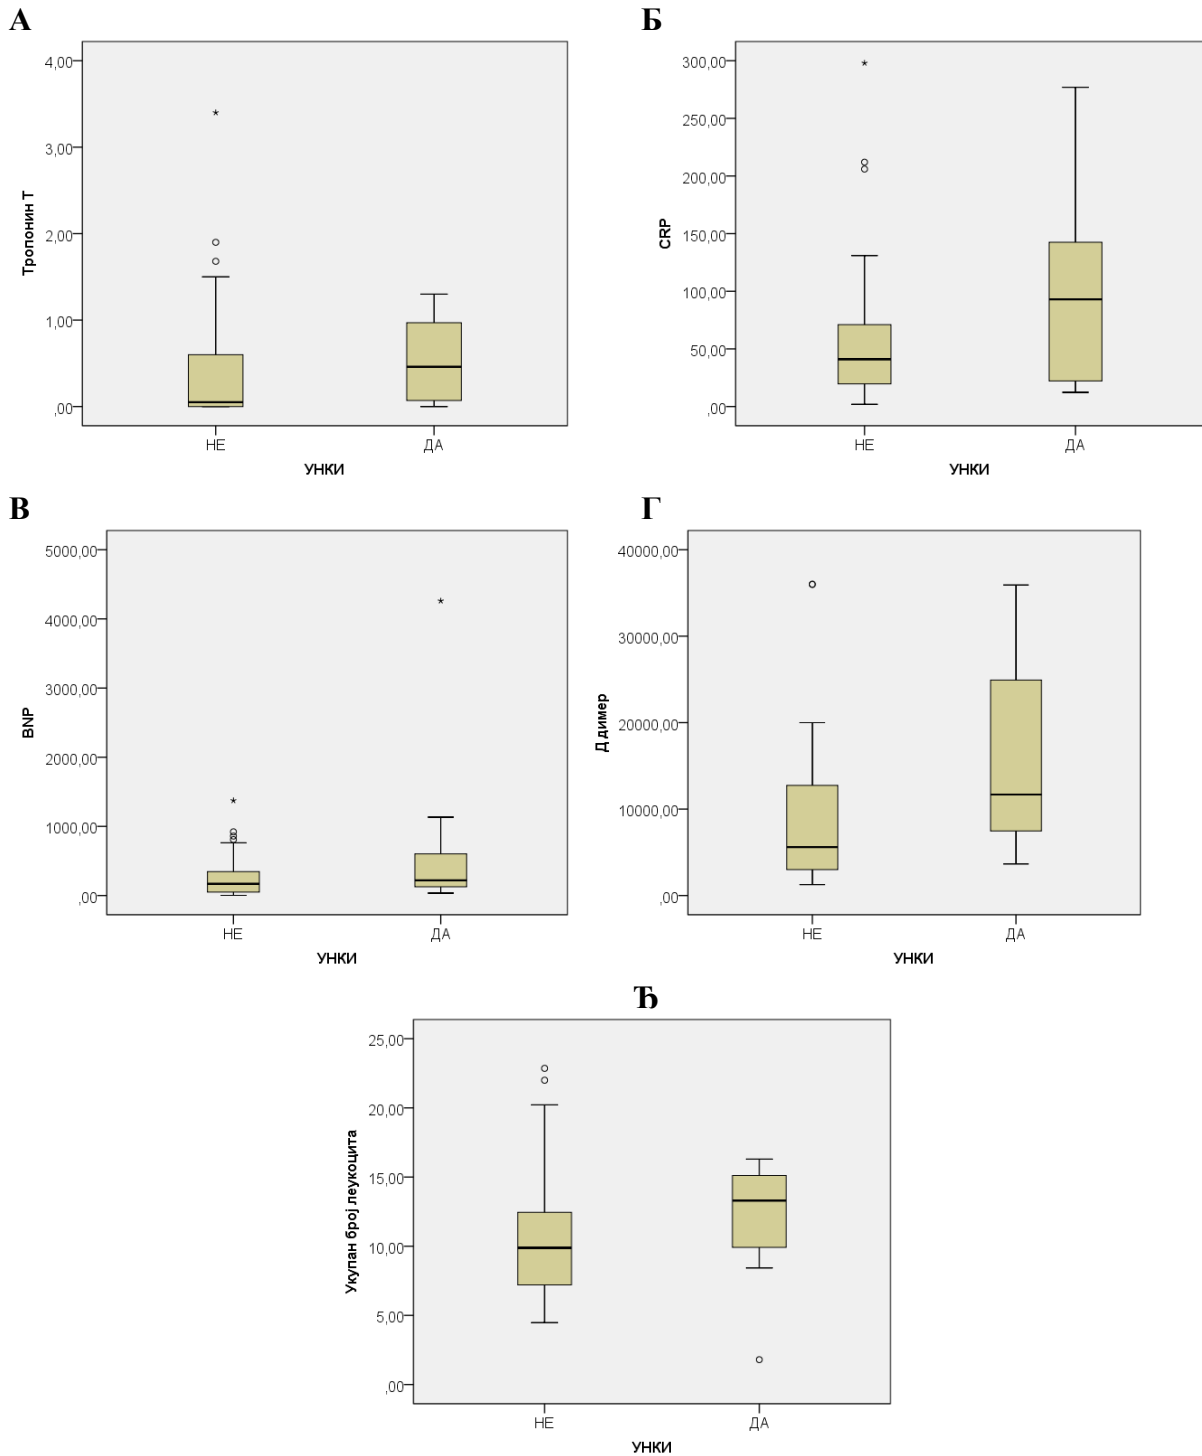 А
4,00
3,00
2,00
1,00
,00
Тропонин Т
НЕ
ДА
УНКИ
Б
300,00
250,00
200,00
150,00
100,00
50,00
,00
CRP
НЕ
ДА
УНКИ
В
5000,00
4000,00
3000,00
2000,00
1000,00
,00
BNP
НЕ
ДА
УНКИ
Г
40000,00
30000,00
20000,00
10000,00
,00
Д димер
НЕ
ДА
УНКИ
Ђ
25,00
20,00
15,00
10,00
5,00
,00
Укупан број леукоцита
НЕ
ДА
УНКИ